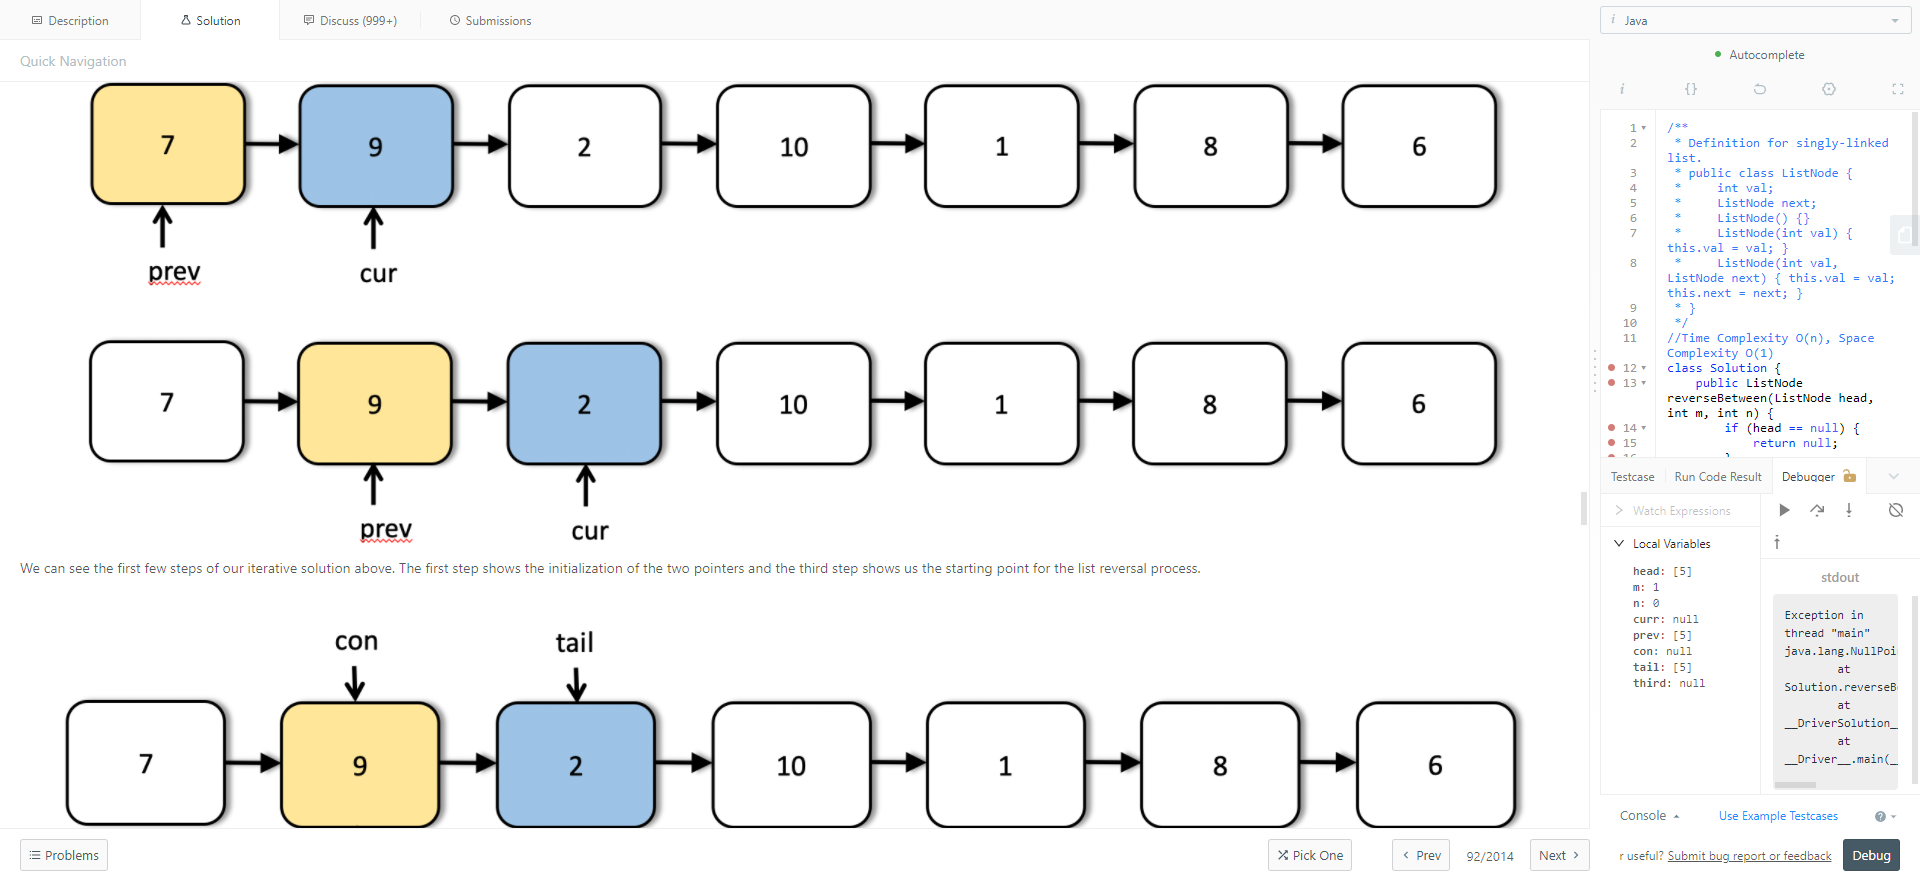 Description
Solution
Discuss (999+)
Submissions
Quick Navigation
7 9 2 10 1 8 6
prev cur
7 9 2 10 1 8 6
prev cur
We can see the first few steps of our iterative solution above. The first step shows the initialization of the two pointers and the third step shows us the starting point for the list reversal process.
con tail
7 9 2 10 1 8 6
Problems
Pick One
Prev
92/2014
Next
i Java
Autocomplete
i {}
1 /**
2 * Definition for singly-linked
list.
3 * public class ListNode {
4 * int val;
5 * ListNode next;
6 * ListNode() {}
7 * ListNode(int val) {
this.val = val; }
8 * ListNode(int val,
ListNode next) { this.val = val;
this.next = next; }
9 * }
10 */
11 //Time Complexity O(n), Space
Complexity O(1)
12 class Solution {
13 public ListNode
reverseBetween(ListNode head,
int m, int n) {
14 if (head == null) {
15 return null;
16 }
Testcase
Run Code Result
Debugger
Watch Expressions
Local Variables
head: [5]
m: 1
n: 0
curr: null
prev: [5]
con: null
tail: [5]
third: null
stdout
Exception in
thread "main"
java.lang.NullPoi
at
Solution.reverseB
at
__DriverSolution__
at
__Driver__.main(_
Console
Use Example Testcases
r useful? Submit bug report or feedback
Debug